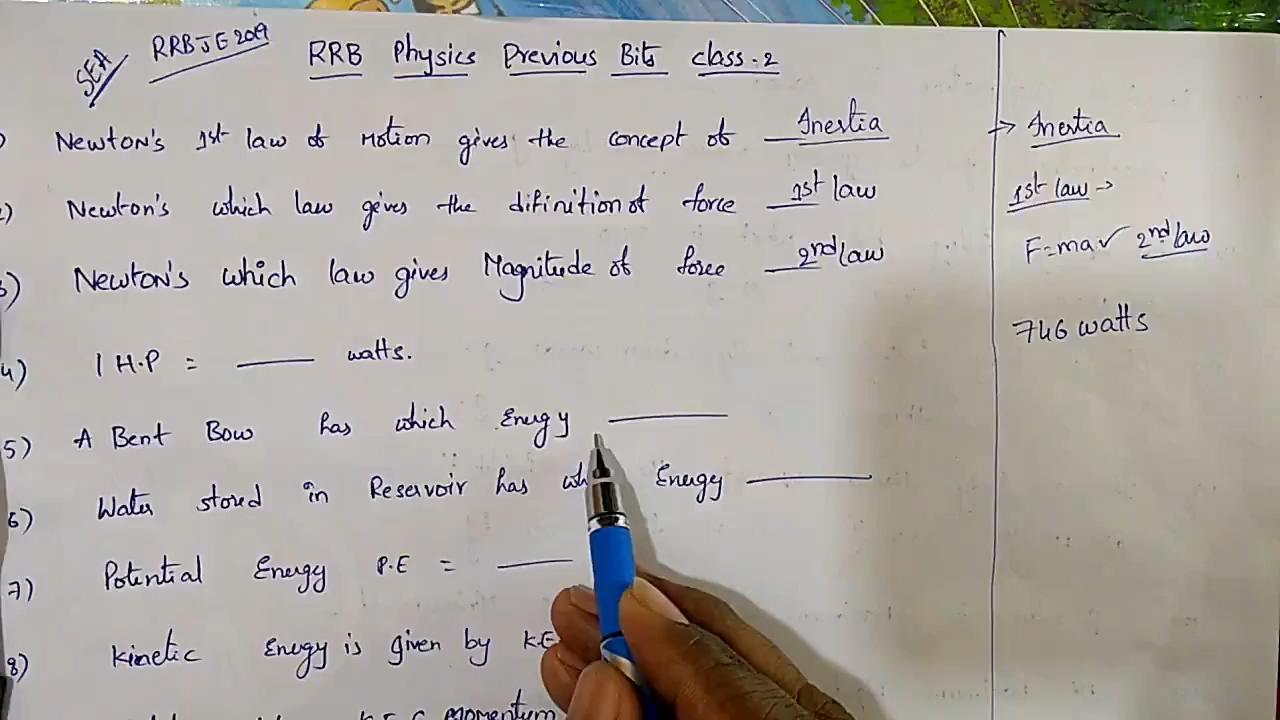 SEA RRB JE 2019 RRB Physics Previous Bits class-2
Newton's 1st law of Motion gives the concept of Inertia → Inertia
2) Newton's which law gives the difinition of force 1st law 1st law →
3) Newton's which law gives Magnitude of force 2nd law F=ma✓ 2nd law
4) 1 H.P = ____ watts. 746 watts
5) A Bent Bow has which Energy ____
6) Water stored in Reservoir has wh Energy ____
7) Potential Energy P.E = ____
8) kinetic Energy is given by K.E
K.E & momentum